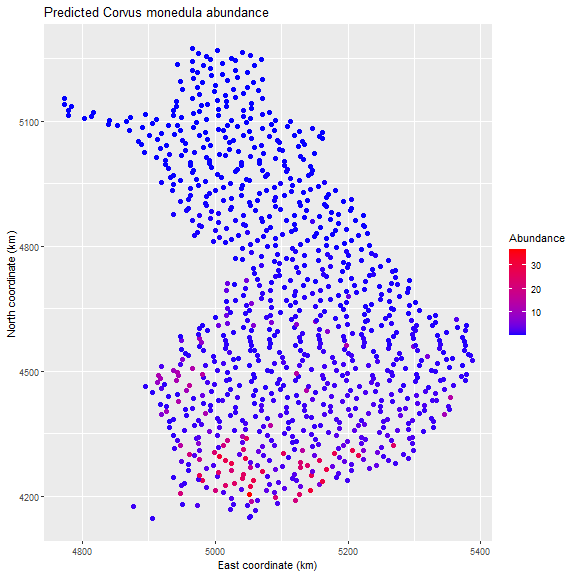 Predicted Corvus monedula abundance
5100
4800
4500
4200
North coordinate (km)
4800 5000 5200 5400
East coordinate (km)
Abundance
30
20
10